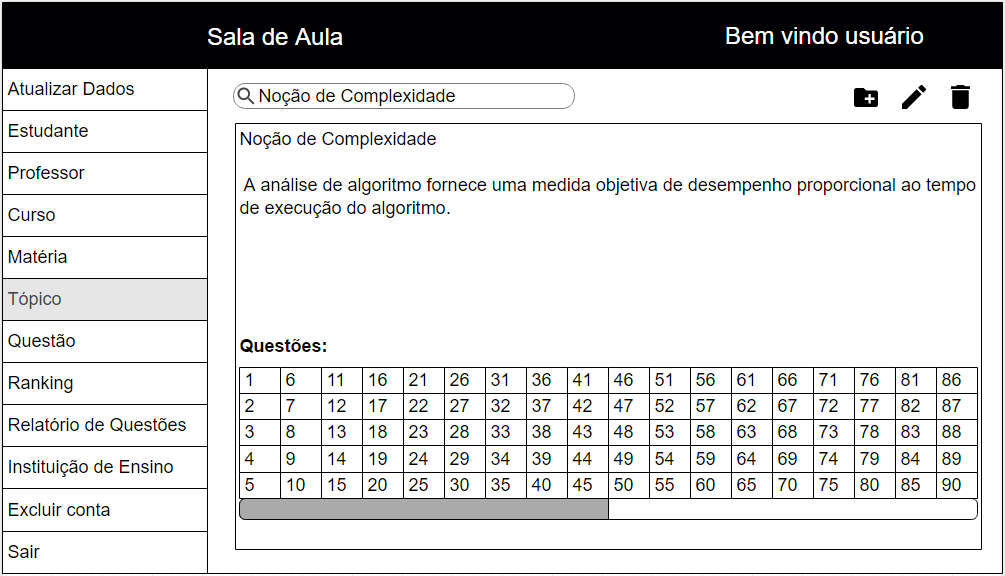 Sala de Aula
Bem vindo usuário
Atualizar Dados
Estudante
Professor
Curso
Matéria
Tópico
Questão
Ranking
Relatório de Questões
Instituição de Ensino
Excluir conta
Sair
Noção de Complexidade
Noção de Complexidade
A análise de algoritmo fornece uma medida objetiva de desempenho proporcional ao tempo
de execução do algoritmo.
Questões:
1 6 11 16 21 26 31 36 41 46 51 56 61 66 71 76 81 86
2 7 12 17 22 27 32 37 42 47 52 57 62 67 72 77 82 87
3 8 13 18 23 28 33 38 43 48 53 58 63 68 73 78 83 88
4 9 14 19 24 29 34 39 44 49 54 59 64 69 74 79 84 89
5 10 15 20 25 30 35 40 45 50 55 60 65 70 75 80 85 90